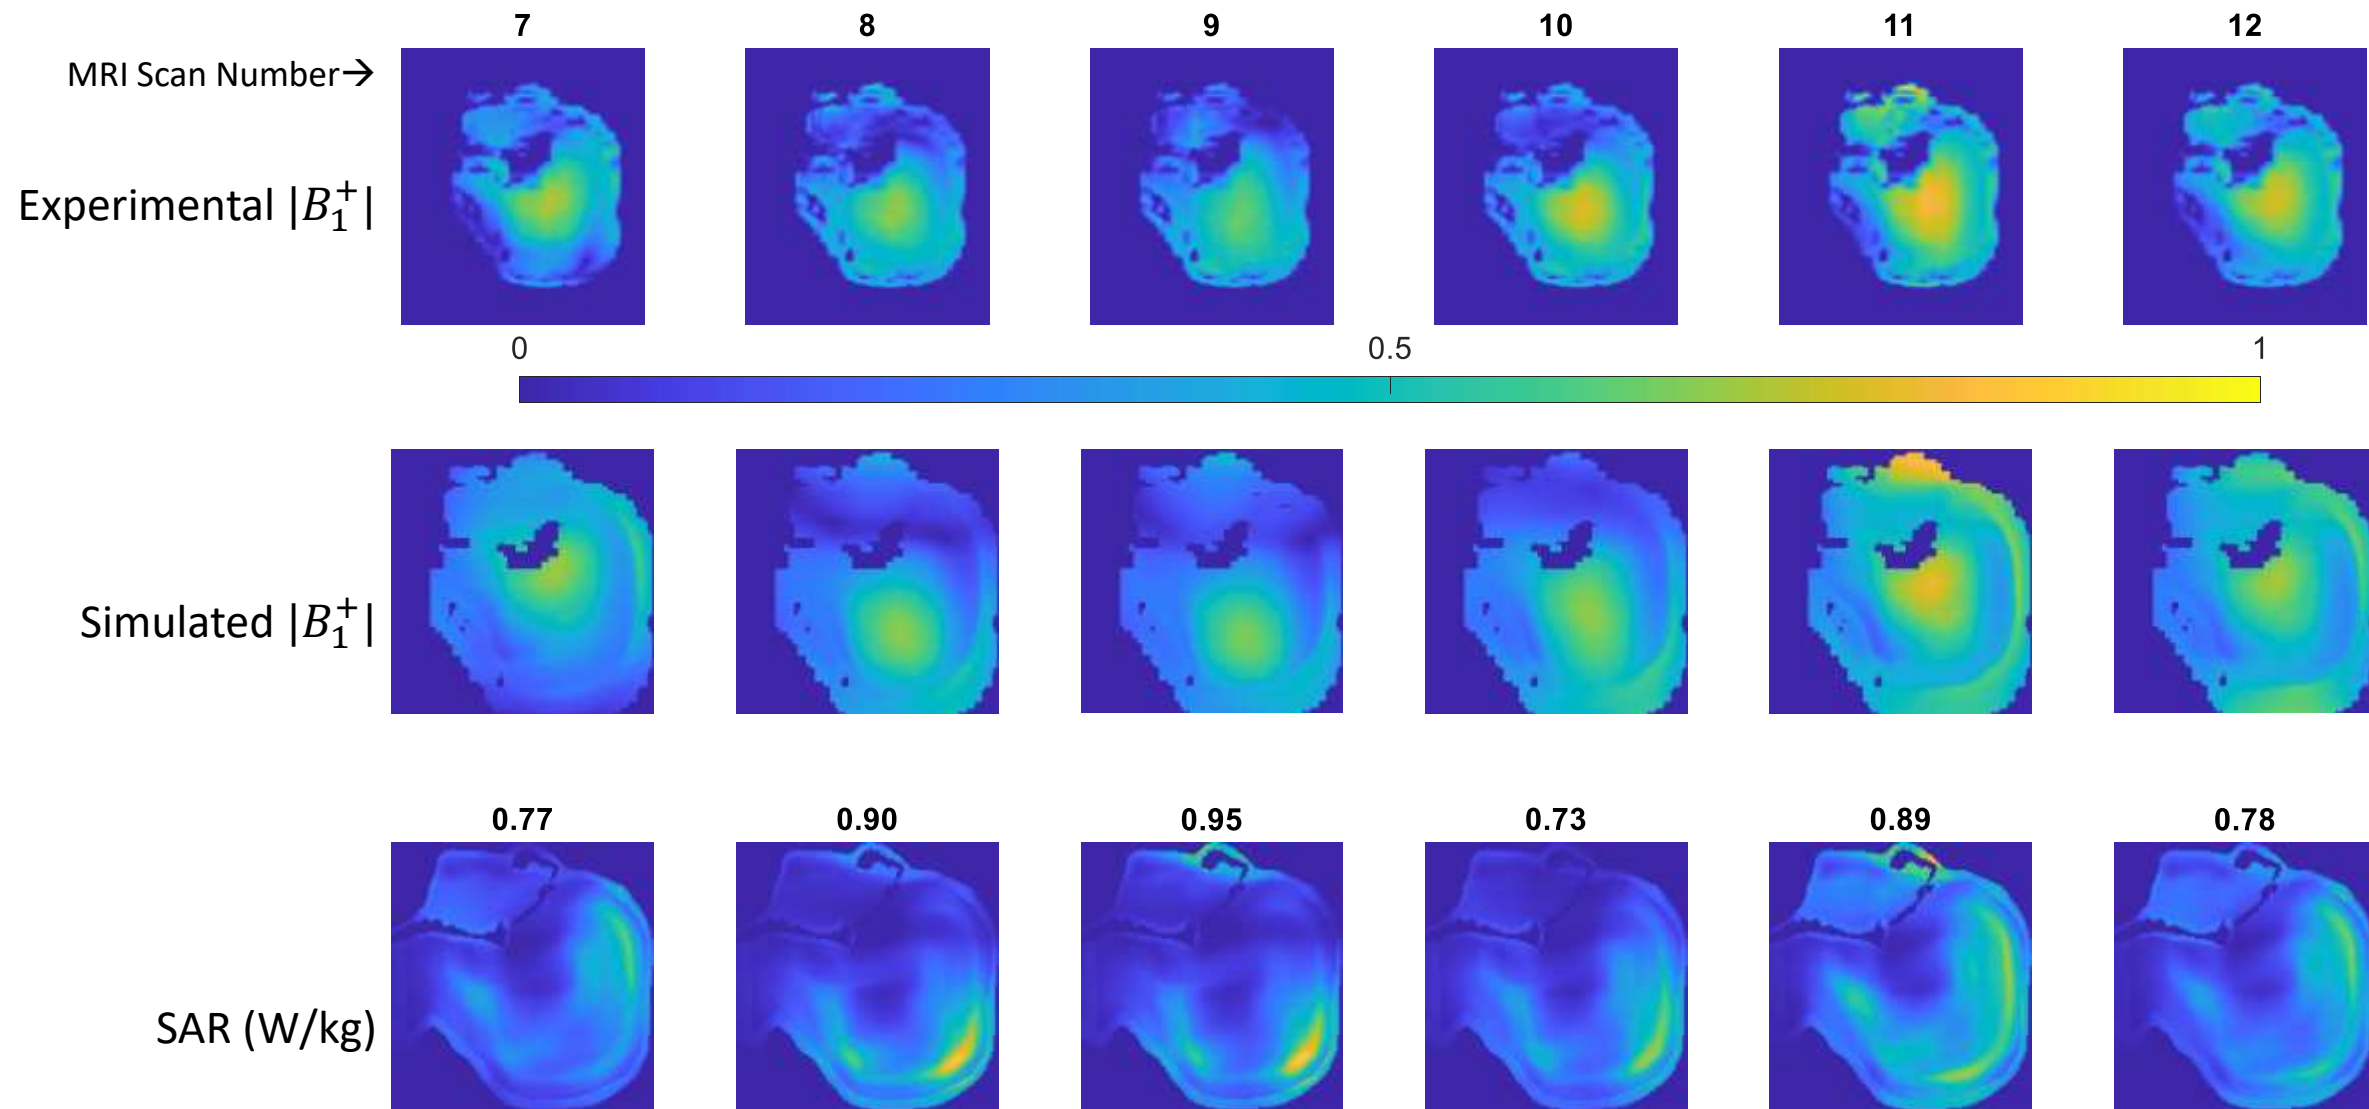 7 8 9 10 11 12
MRI Scan Number→
Experimental |B₁⁺|
0 0.5 1
Simulated |B₁⁺|
0.77 0.90 0.95 0.73 0.89 0.78
SAR (W/kg)